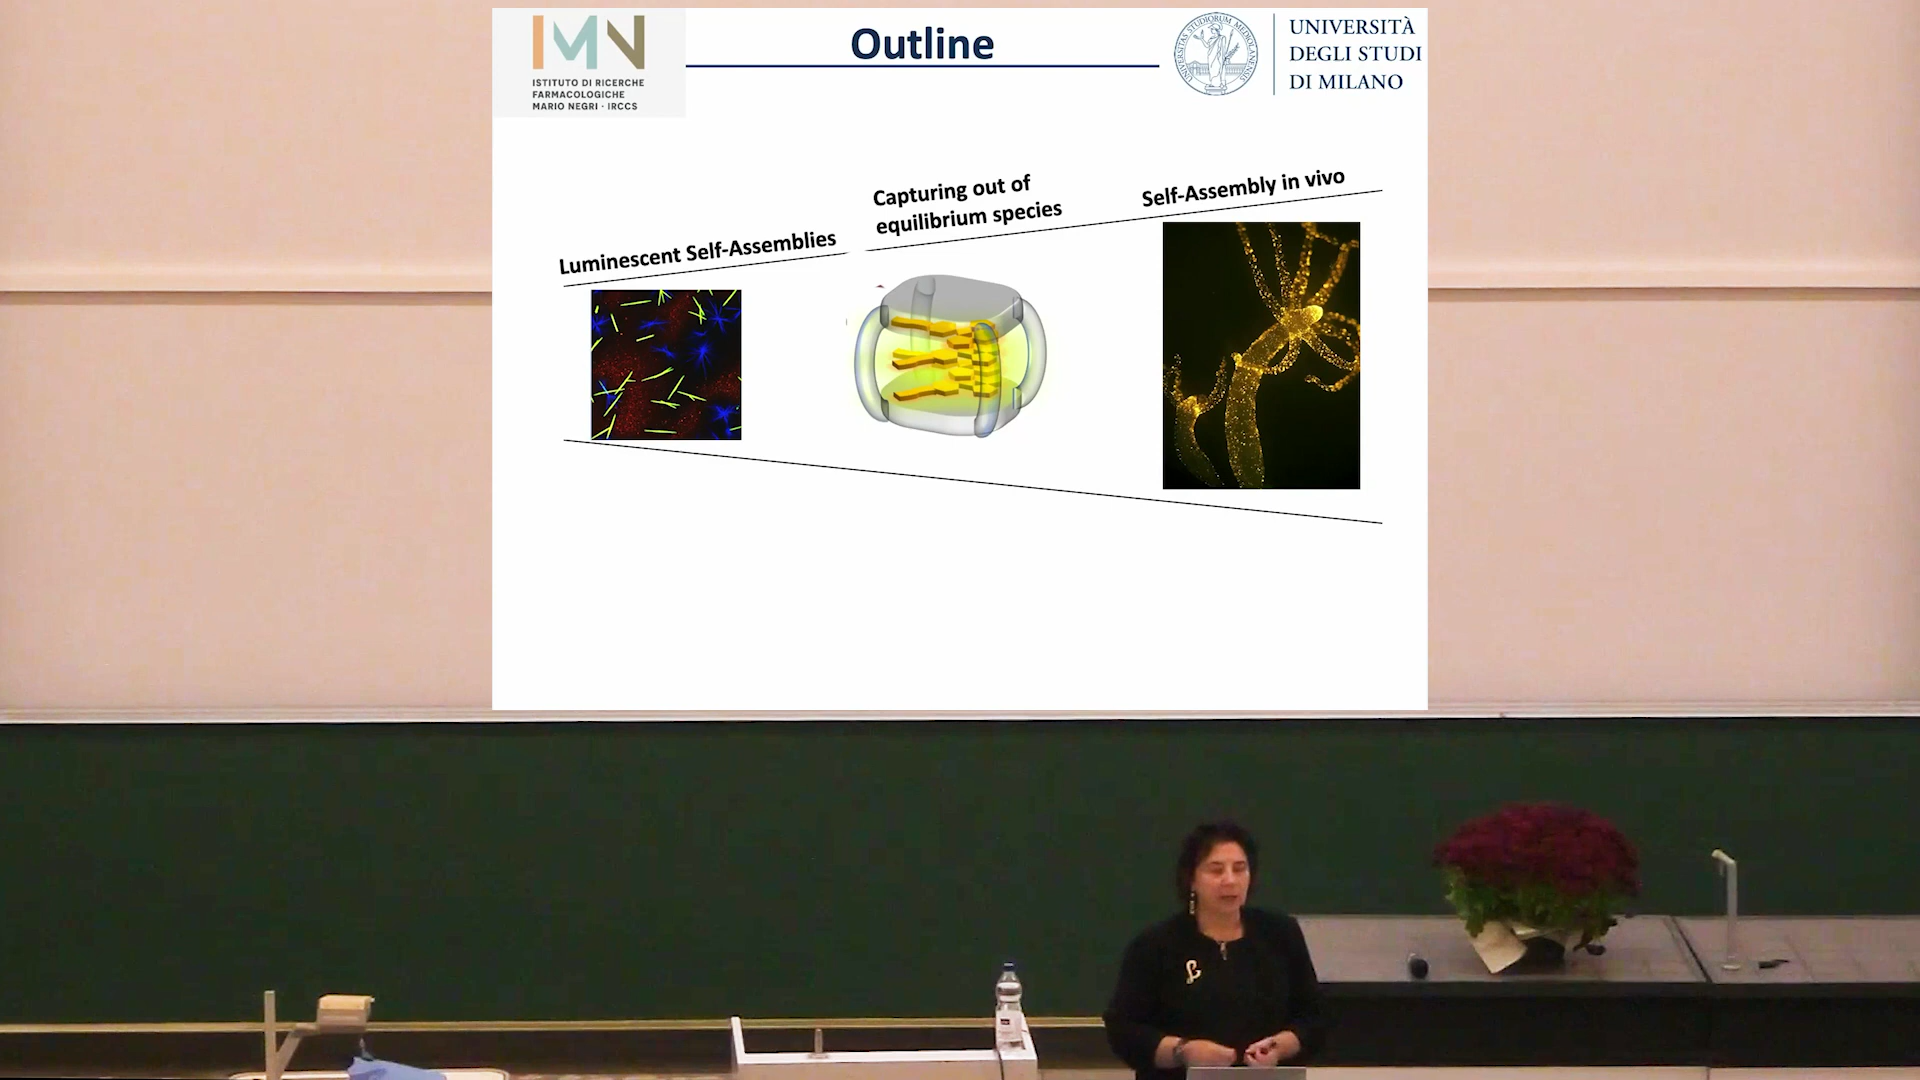 IMN
ISTITUTO DI RICERCHE
FARMACOLOGICHE
MARIO NEGRI · IRCCS
Outline
UNIVERSITÀ
DEGLI STUDI
DI MILANO
Luminescent Self-Assemblies
Capturing out of
equilibrium species
Self-Assembly in vivo